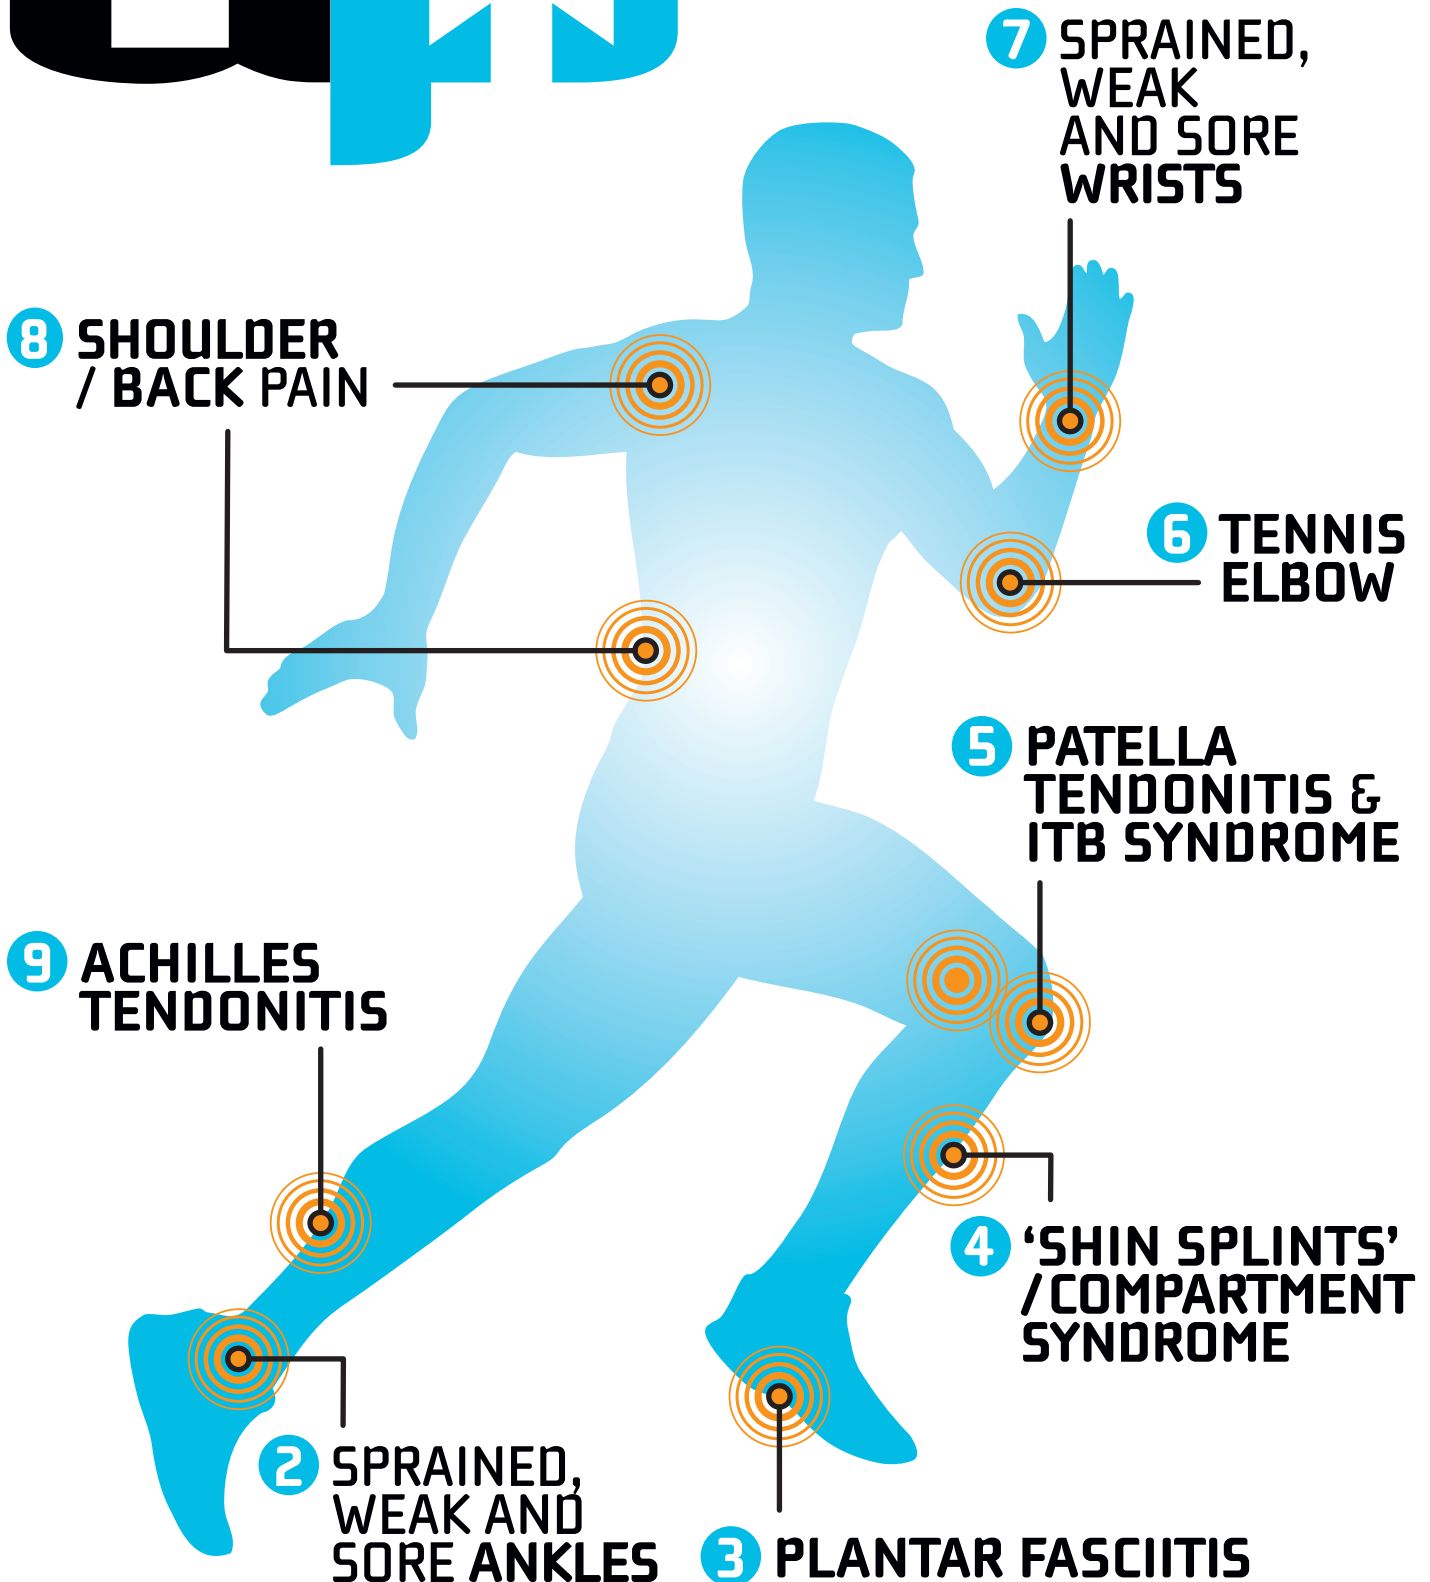 7 SPRAINED,
WEAK
AND SORE
WRISTS
8 SHOULDER
/ BACK PAIN
6 TENNIS
ELBOW
5 PATELLA
TENDONITIS &
ITB SYNDROME
9 ACHILLES
TENDONITIS
4 ‘SHIN SPLINTS’
/COMPARTMENT
SYNDROME
2 SPRAINED,
WEAK AND
SORE ANKLES
3 PLANTAR FASCIITIS